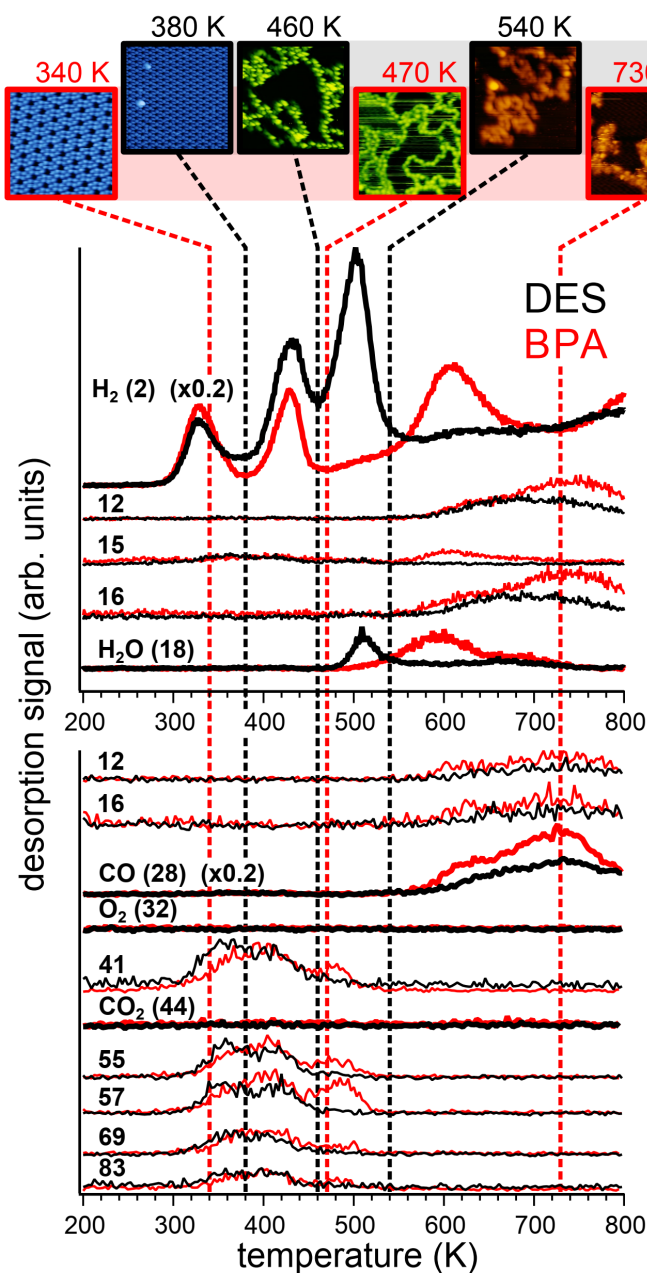 380 K 460 K 540 K
340 K 470 K 730
DES
BPA
H₂ (2) (x0.2)
12
15
16
H₂O (18)
200 300 400 500 600 700 800
12
16
CO (28) (x0.2)
O₂ (32)
41
CO₂ (44)
55
57
69
83
200 300 400 500 600 700 800
temperature (K)
desorption signal (arb. units)